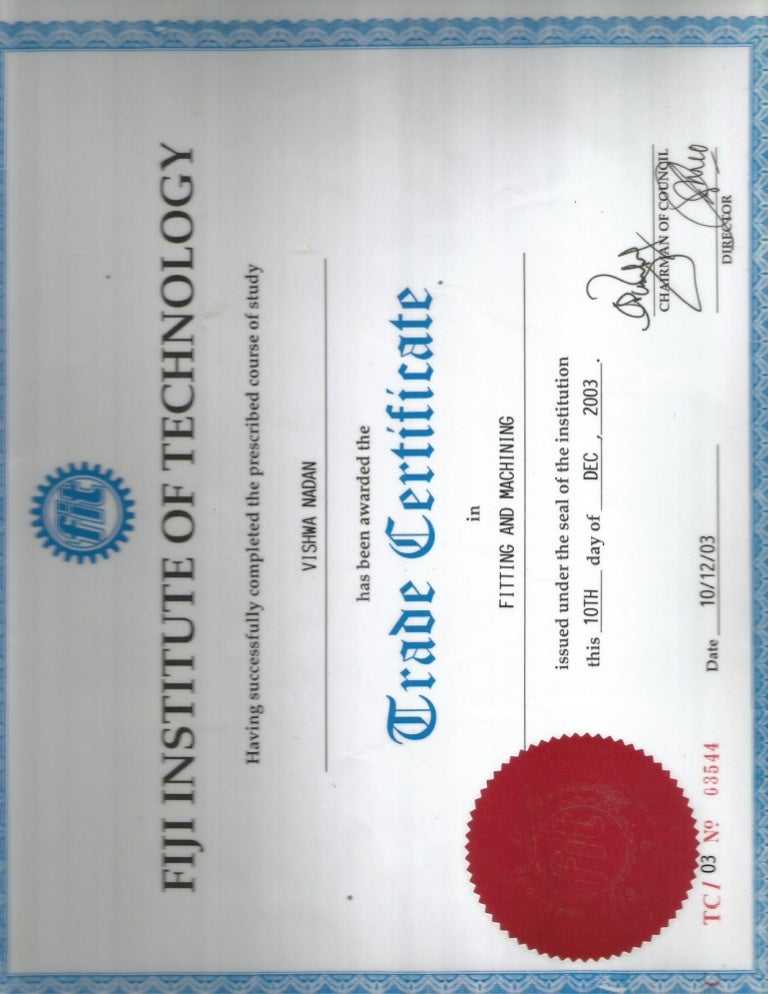 fit
FIJI INSTITUTE OF TECHNOLOGY
Having successfully completed the prescribed course of study
VISHWA NADAN
has been awarded the
Trade Certificate
in
FITTING AND MACHINING
issued under the seal of the institution
this 10TH day of DEC , 2003 .
CHAIRMAN OF COUNCIL
DIRECTOR
Date 10/12/03
TC / 03 Nº 03544
fit